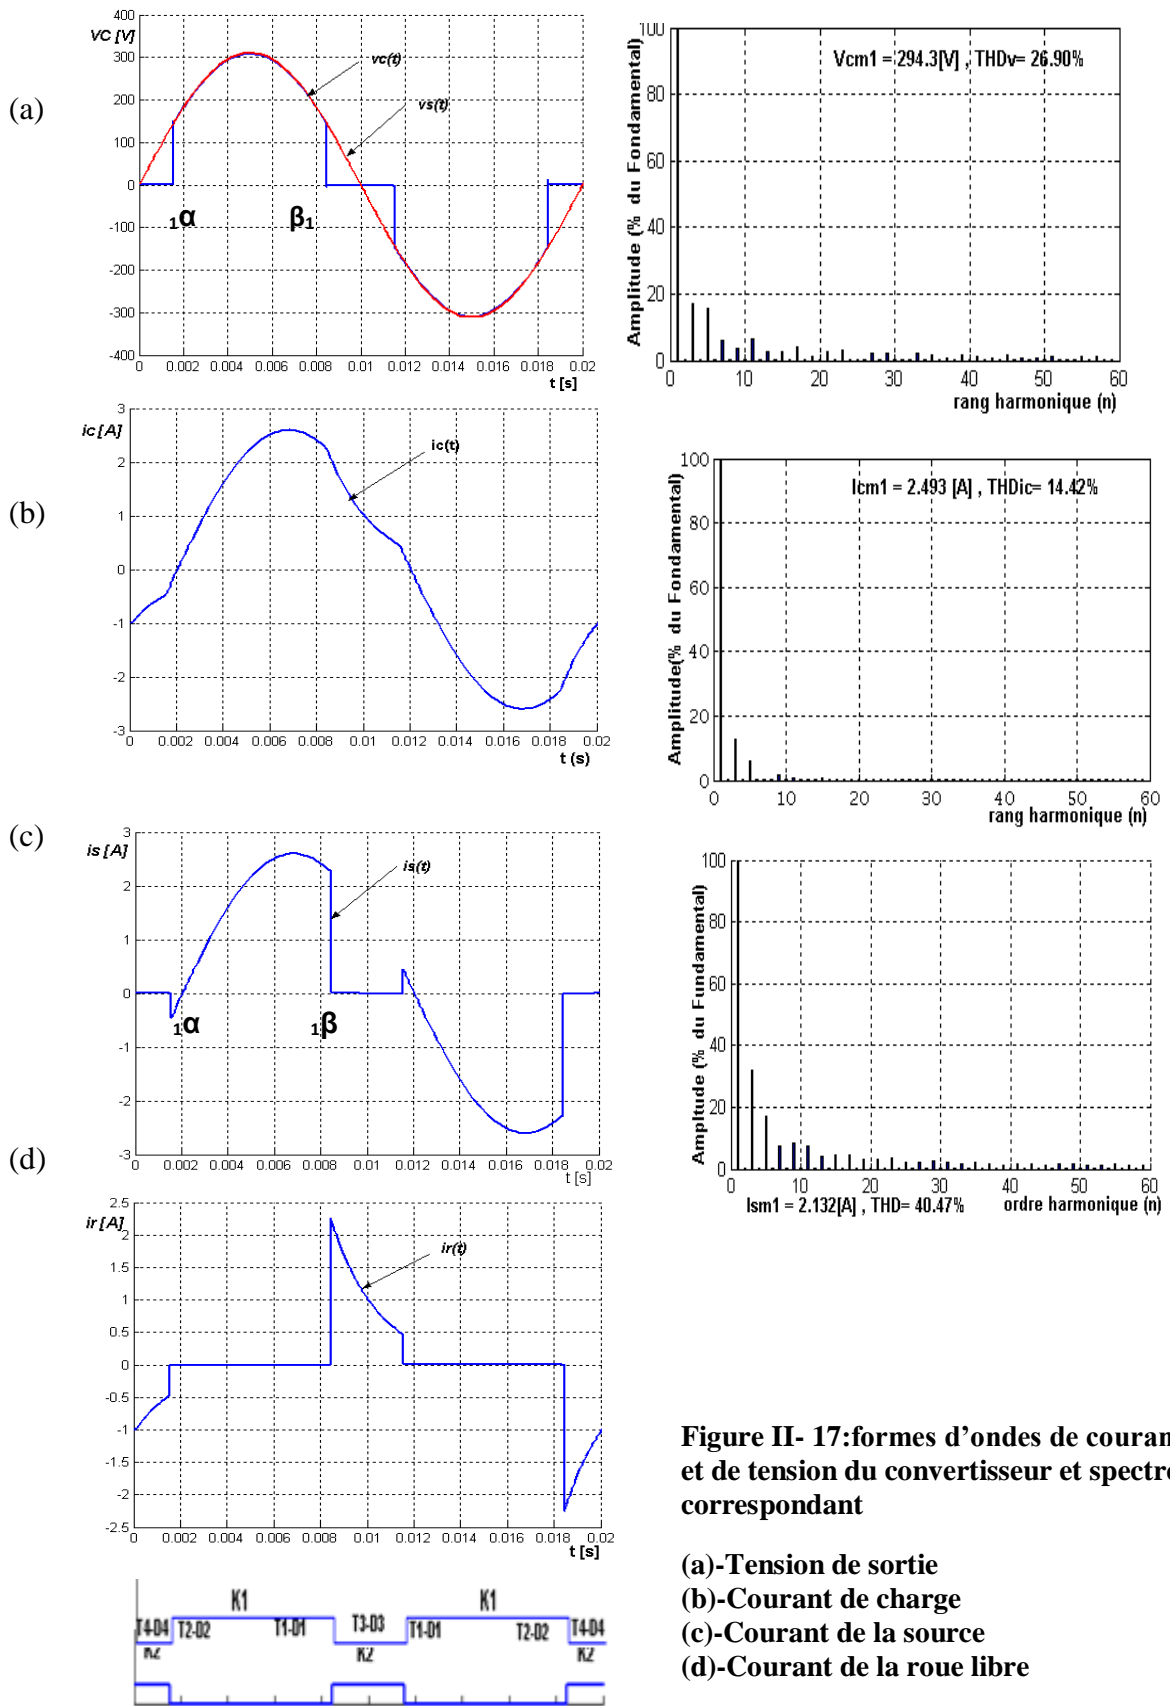 (a)
VC [V]
400
300
200
100
0
-100
-200
-300
-400
vc(t)
vs(t)
₁α
β₁
0 0.002 0.004 0.006 0.008 0.01 0.012 0.014 0.016 0.018 0.02
t [s]
Vcm1 = 294.3[V] , THDv= 26.90%
Amplitude (% du Fondamental)
100
80
60
40
20
0
0 10 20 30 40 50 60
rang harmonique (n)
(b)
ic [A]
3
2
1
0
-1
-2
-3
ic(t)
0 0.002 0.004 0.006 0.008 0.01 0.012 0.014 0.016 0.018 0.02
t (s)
Icm1 = 2.493 [A] , THDic= 14.42%
Amplitude(% du Fondamental)
100
80
60
40
20
0
0 10 20 30 40 50 60
rang harmonique (n)
(c)
is [A]
3
2
1
0
-1
-2
-3
is(t)
₁α
₁β
0 0.002 0.004 0.006 0.008 0.01 0.012 0.014 0.016 0.018 0.02
t [s]
Ampltude (% du Fundamental)
100
80
60
40
20
0
0 10 20 30 40 50 60
Ism1 = 2.132[A] , THD= 40.47%
ordre harmonique (n)
(d)
ir [A]
2.5
2
1.5
1
0.5
0
-0.5
-1
-1.5
-2
-2.5
ir(t)
0 0.002 0.004 0.006 0.008 0.01 0.012 0.014 0.016 0.018 0.02
t [s]
K1 K1
T4-D4 T2-D2 T1-D1 T3-D3 T1-D1 T2-D2 T4-D4
K2 K2 K2
Figure II- 17:formes d’ondes de couran
et de tension du convertisseur et spectre
correspondant
(a)-Tension de sortie
(b)-Courant de charge
(c)-Courant de la source
(d)-Courant de la roue libre